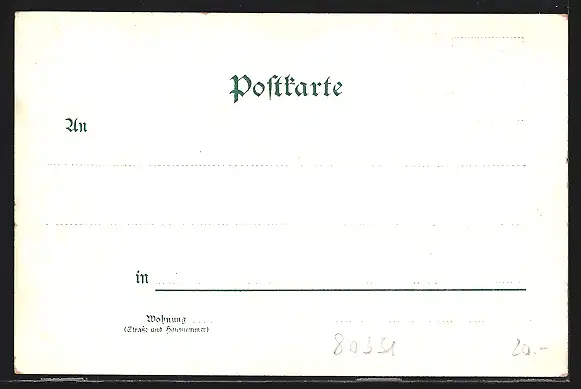 Postkarte
An
in
Wohnung
(Straße und Hausnummer)
80351
20.-